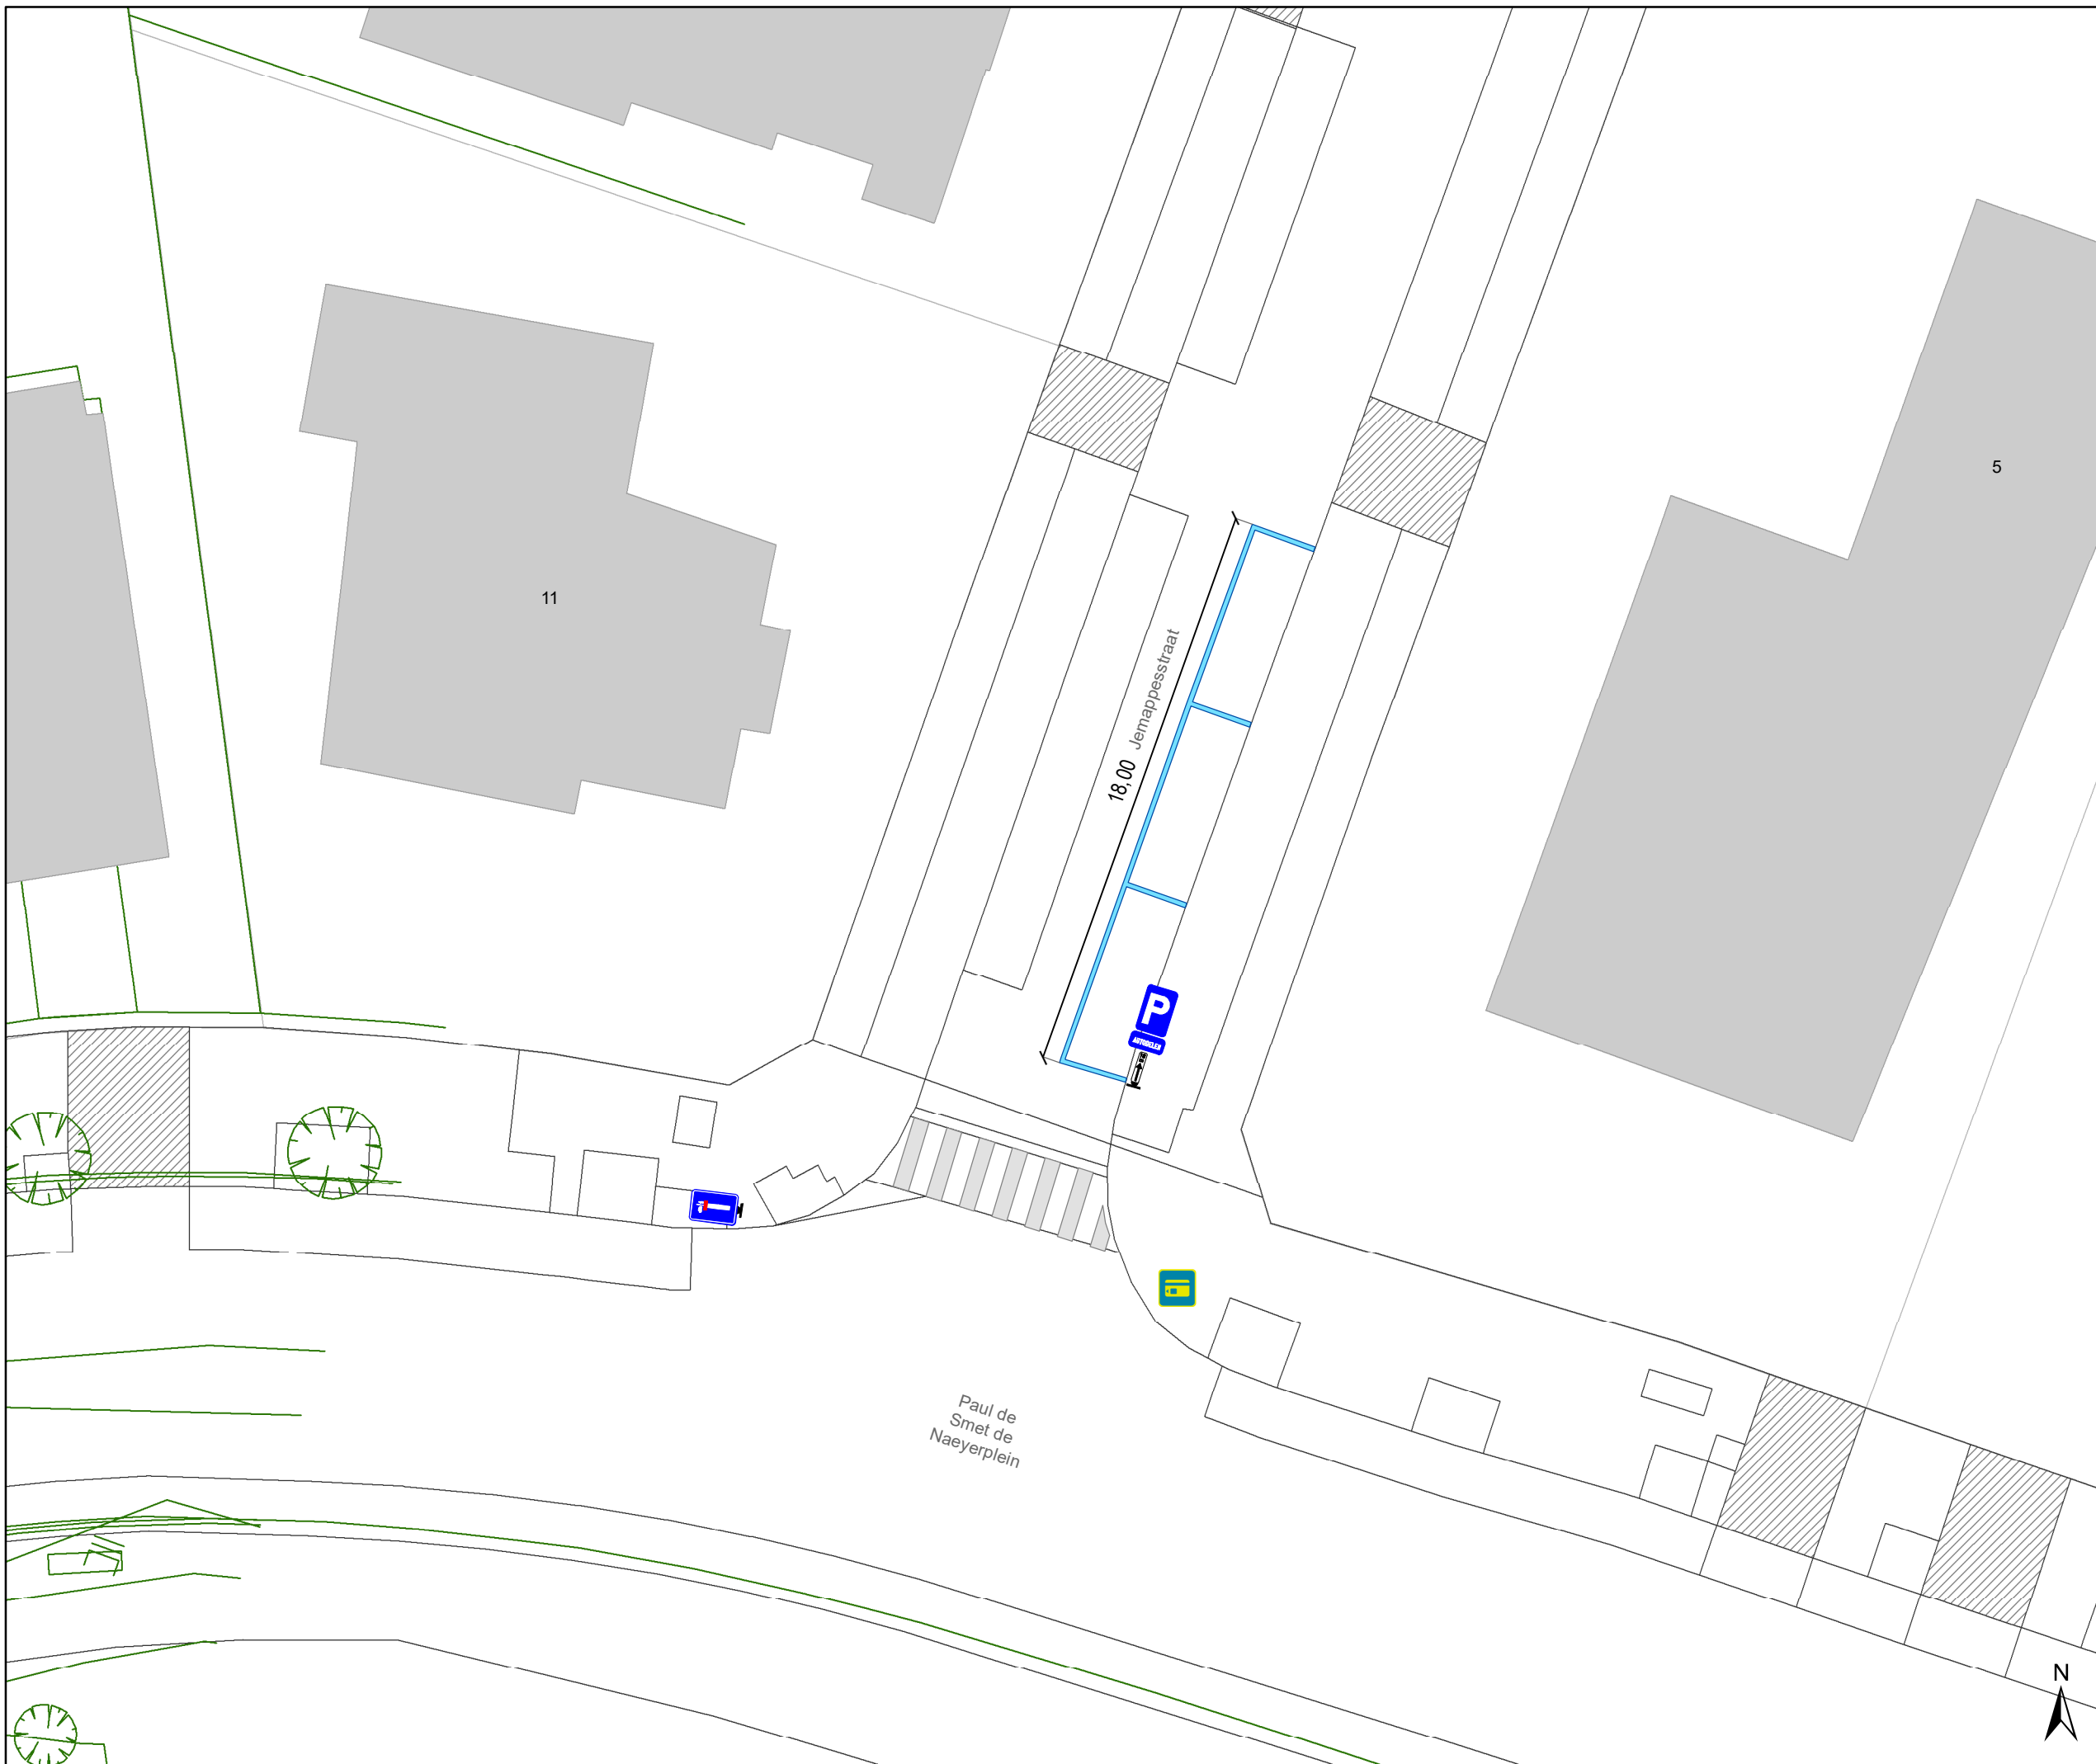 5
11
Jemappesstraat
18,00
P
Paul de
Smet de
Naeyerplein
N